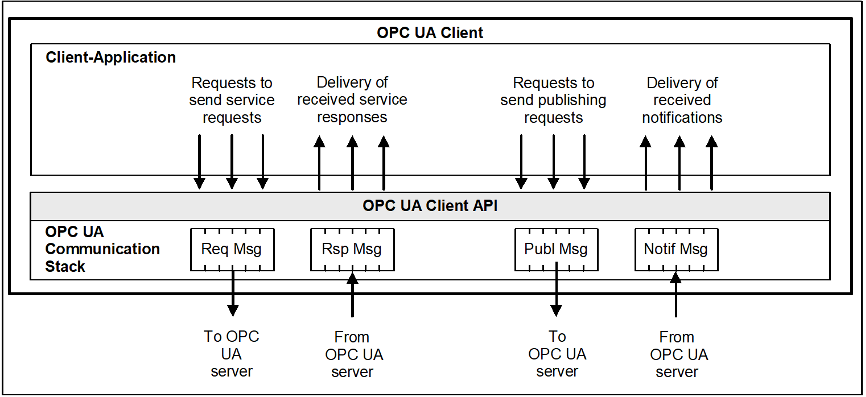 OPC UA Client
Client-Application
Requests to
send service
requests
Delivery of
received service
responses
Requests to
send publishing
requests
Delivery of
received
notifications
OPC UA Client API
OPC UA
Communication
Stack
Req Msg
Rsp Msg
Publ Msg
Notif Msg
To OPC
UA
server
From
OPC UA
server
To
OPC UA
server
From
OPC UA
server